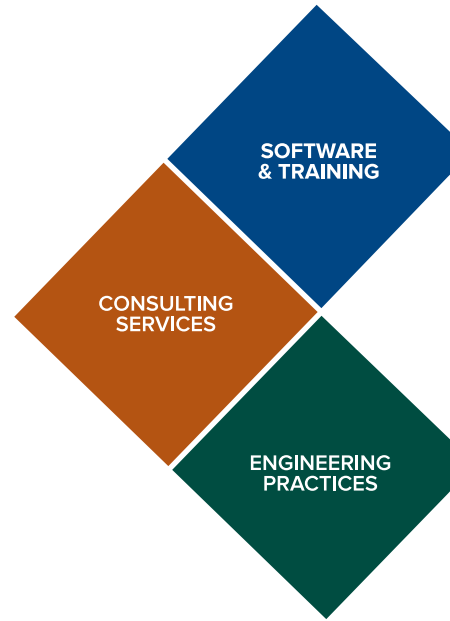 SOFTWARE
& TRAINING
CONSULTING
SERVICES
ENGINEERING
PRACTICES